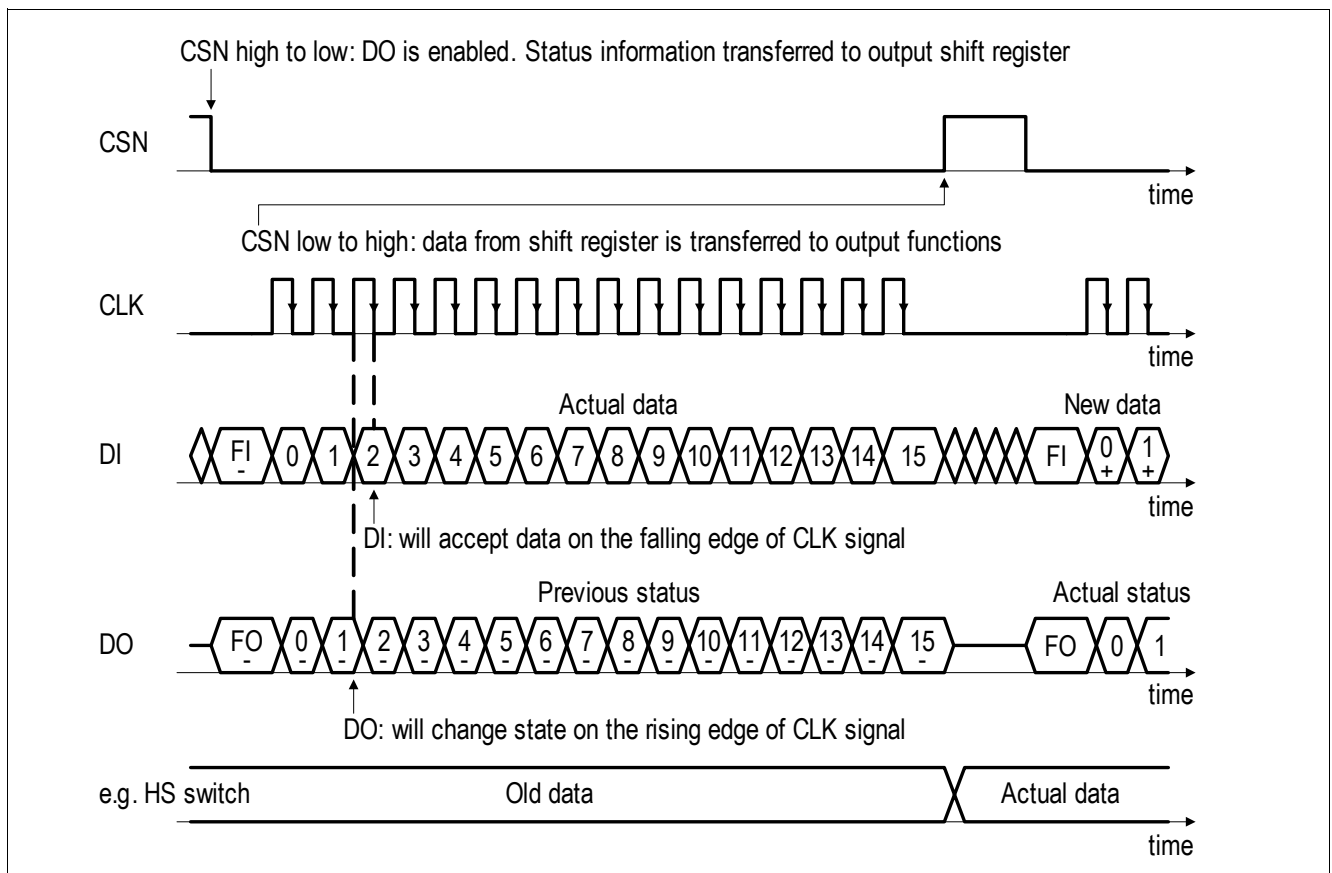 CSN high to low: DO is enabled. Status information transferred to output shift register
CSN
time
CSN low to high: data from shift register is transferred to output functions
CLK
time
Actual data
New data
DI
FI
-
0 1 2 3 4 5 6 7 8 9 10 11 12 13 14 15
FI
0
+
1
+
time
DI: will accept data on the falling edge of CLK signal
Previous status
Actual status
DO
FO
-
0 1 2 3 4 5 6 7 8 9 10 11 12 13 14 15
- - - - - - - - - - - - - - - -
FO 0 1
time
DO: will change state on the rising edge of CLK signal
e.g. HS switch
Old data
Actual data
time